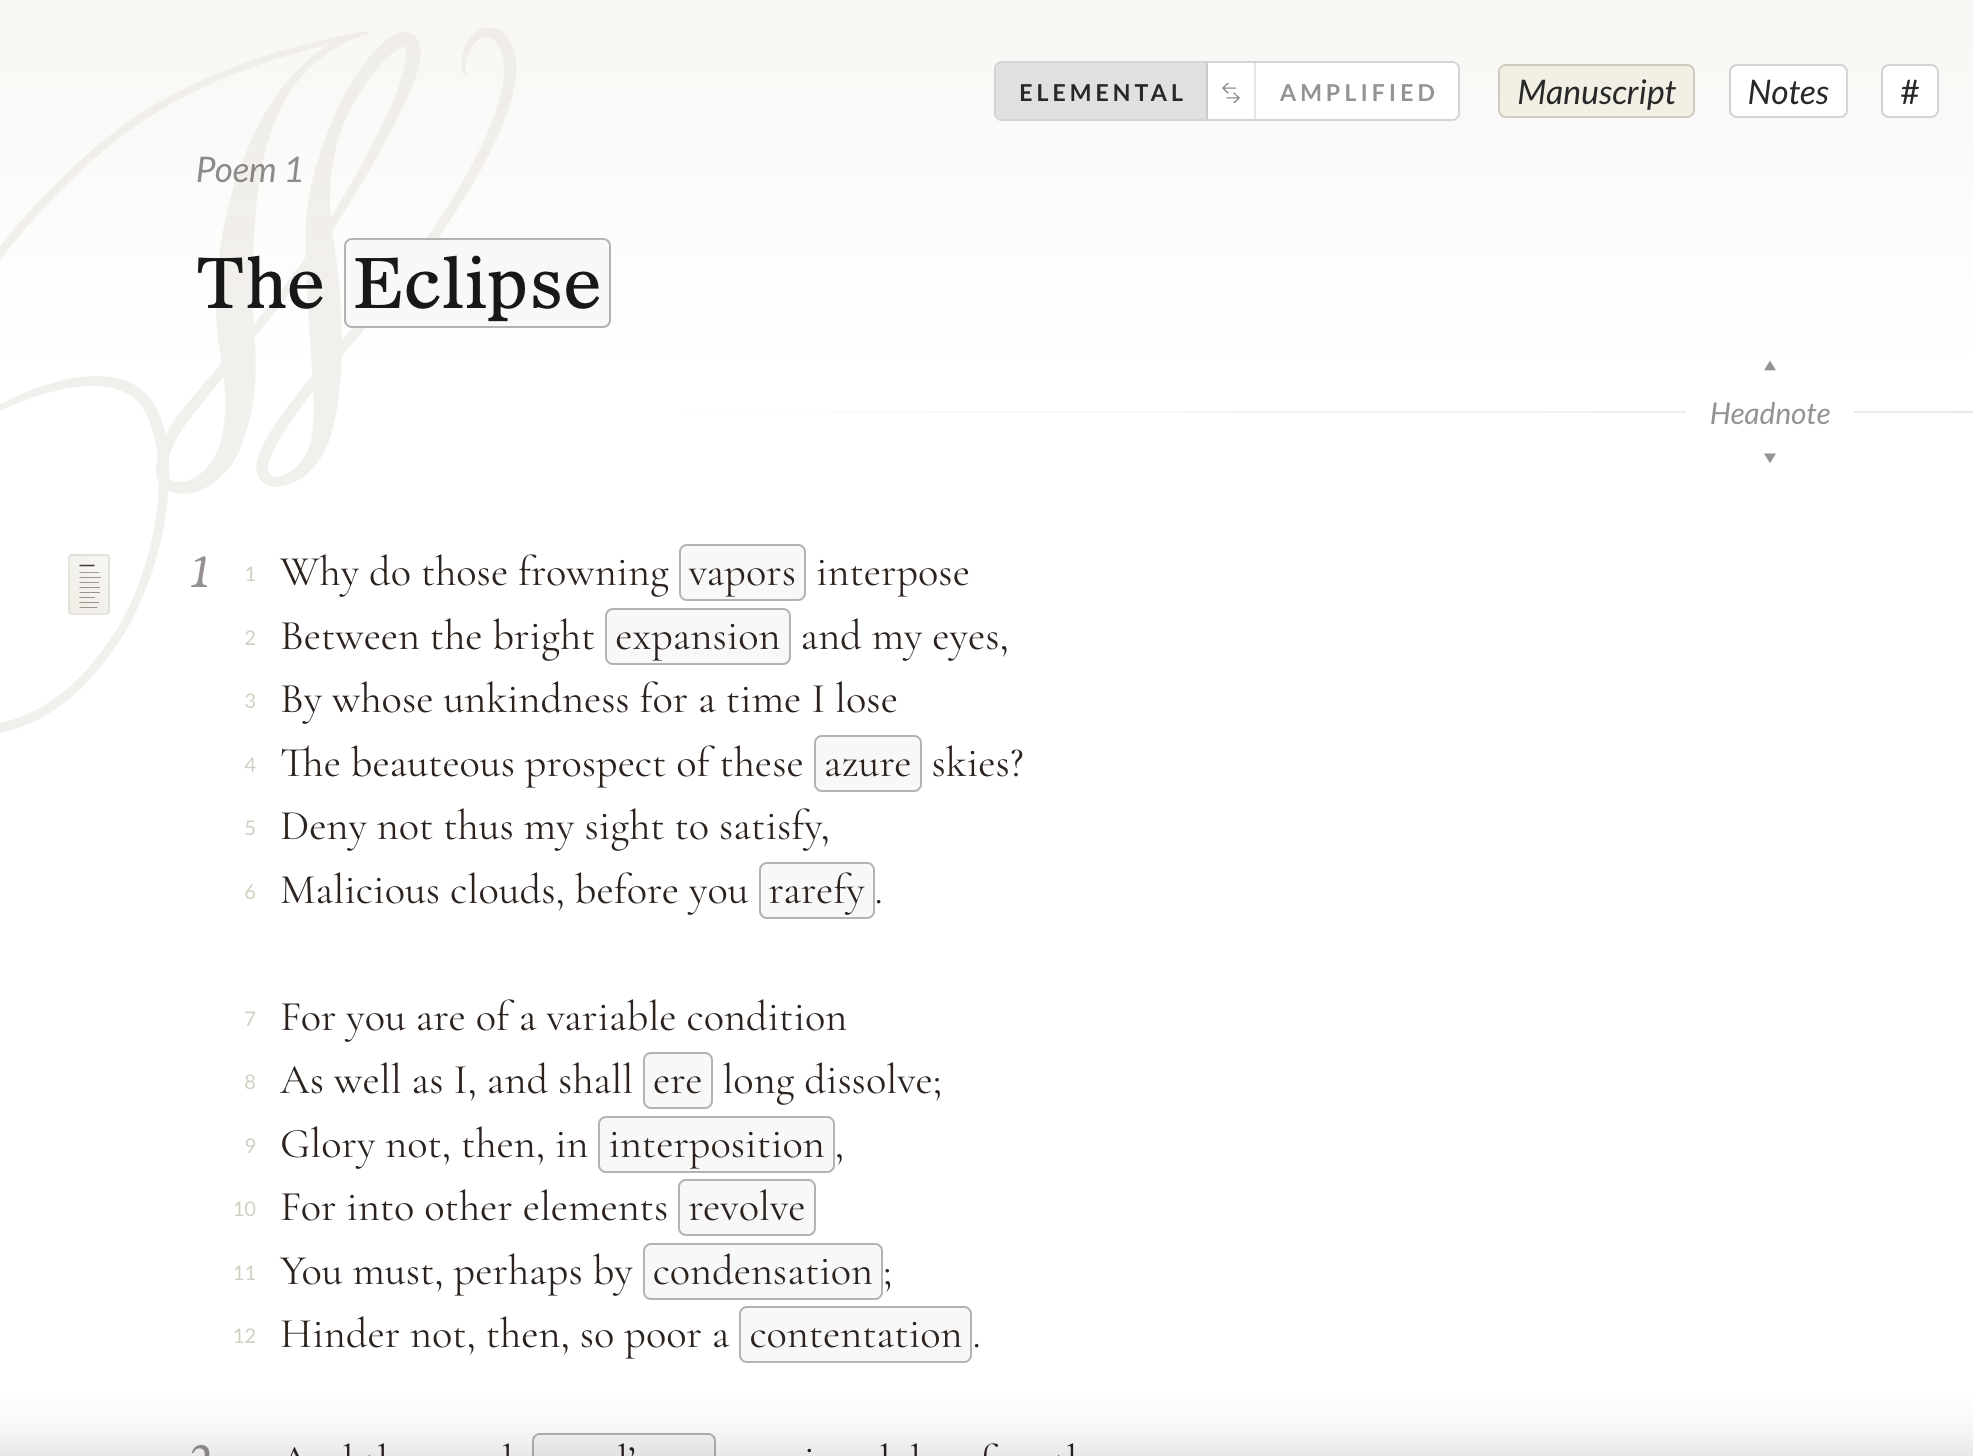 ELEMENTAL AMPLIFIED Manuscript Notes #
Poem 1
The Eclipse
Headnote
1 1 Why do those frowning vapors interpose
2 Between the bright expansion and my eyes,
3 By whose unkindness for a time I lose
4 The beauteous prospect of these azure skies?
5 Deny not thus my sight to satisfy,
6 Malicious clouds, before you rarefy.
7 For you are of a variable condition
8 As well as I, and shall ere long dissolve;
9 Glory not, then, in interposition,
10 For into other elements revolve
11 You must, perhaps by condensation;
12 Hinder not, then, so poor a contentation.